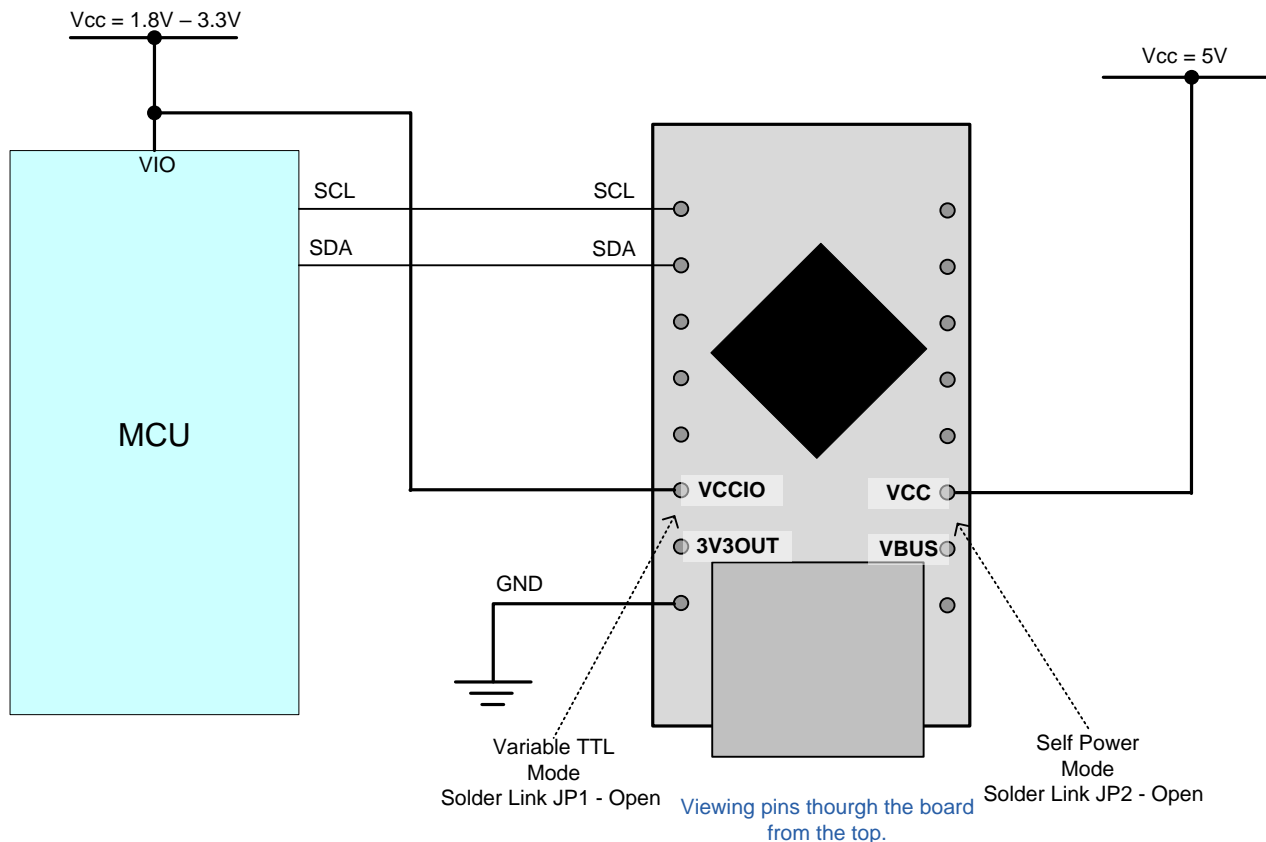 Vcc = 1.8V – 3.3V
Vcc = 5V
VIO
SCL
SCL
SDA
SDA
MCU
VCCIO
VCC
3V3OUT
VBUS
GND
Variable TTL
Mode
Solder Link JP1 - Open
Self Power
Mode
Solder Link JP2 - Open
Viewing pins thourgh the board
from the top.